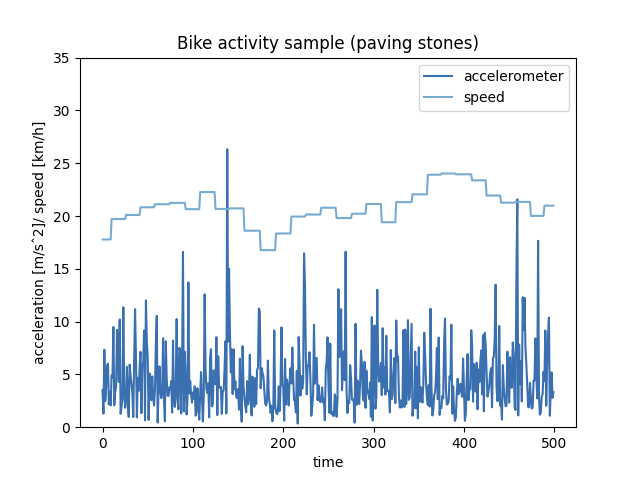 Bike activity sample (paving stones)
accelerometer
speed
acceleration [m/s^2]/ speed [km/h]
35
30
25
20
15
10
5
0
0 100 200 300 400 500
time